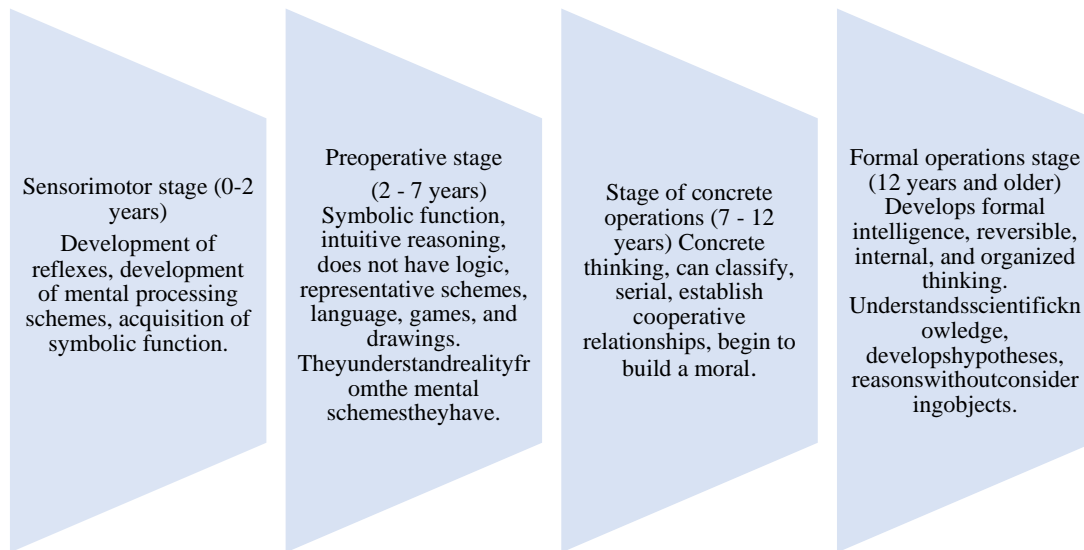 Sensorimotor stage (0-2
years)
Development of
reflexes, development
of mental processing
schemes, acquisition of
symbolic function.
Preoperative stage
(2 - 7 years)
Symbolic function,
intuitive reasoning,
does not have logic,
representative schemes,
language, games, and
drawings.
Theyunderstandrealityfr
omthe mental
schemestheyhave.
Stage of concrete
operations (7 - 12
years) Concrete
thinking, can classify,
serial, establish
cooperative
relationships, begin to
build a moral.
Formal operations stage
(12 years and older)
Develops formal
intelligence, reversible,
internal, and organized
thinking.
Understandsscientifickn
owledge,
developshypotheses,
reasonswithoutconsider
ingobjects.